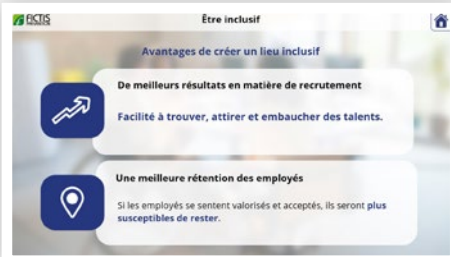 FICTIS
Être inclusif
Avantages de créer un lieu inclusif
De meilleurs résultats en matière de recrutement
Facilité à trouver, attirer et embaucher des talents.
Une meilleure rétention des employés
Si les employés se sentent valorisés et acceptés, ils seront plus
susceptibles de rester.